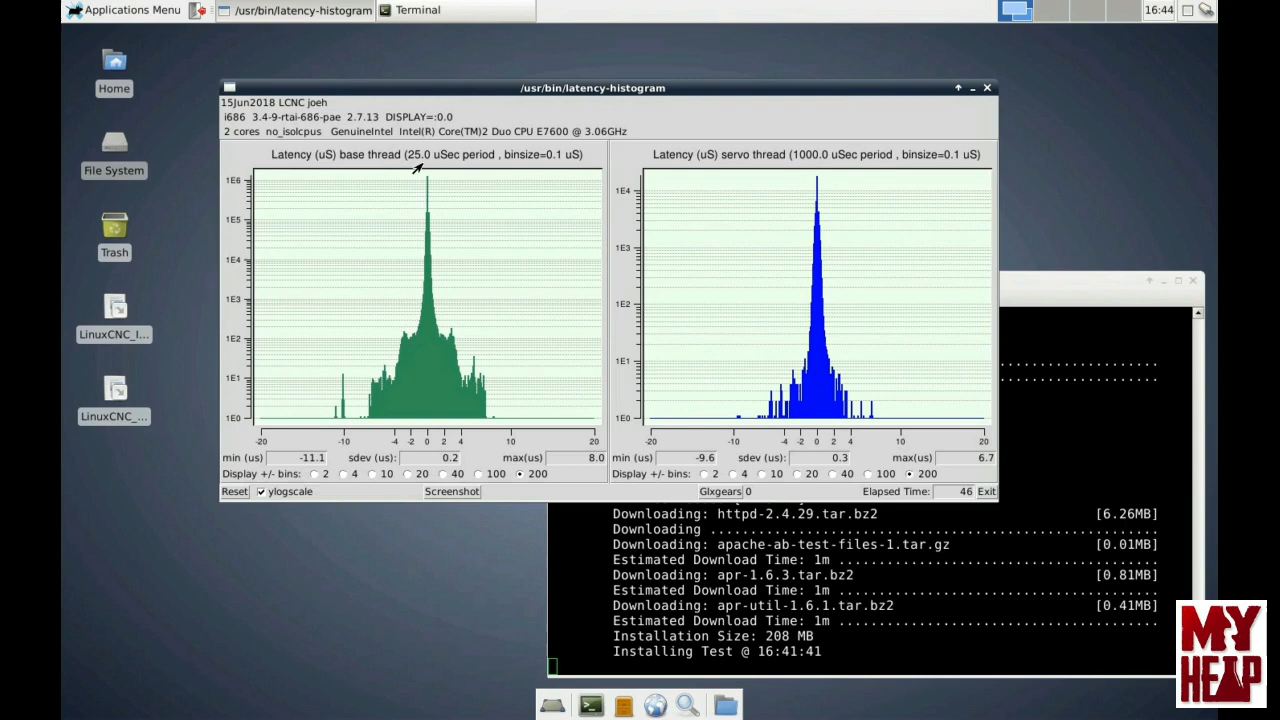 Applications Menu
/usr/bin/latency-histogram
Terminal
16:44
Home
File System
Trash
LinuxCNC_I...
LinuxCNC_...
/usr/bin/latency-histogram
15Jun2018 LCNC joeh
i686 3.4-9-rtai-686-pae 2.7.13 DISPLAY=:0.0
2 cores no_isolcpus GenuineIntel Intel(R) Core(TM)2 Duo CPU E7600 @ 3.06GHz
Latency (uS) base thread (25.0 uSec period , binsize=0.1 uS)
1E6
1E5
1E4
1E3
1E2
1E1
1E0
-20 -10 -4 -2 0 2 4 10 20
min (us) -11.1 sdev (us): 0.2 max(us) 8.0
Display +/- bins: 2 4 10 20 40 100 200
Latency (uS) servo thread (1000.0 uSec period , binsize=0.1 uS)
1E4
1E3
1E2
1E1
1E0
-20 -10 -4 -2 0 2 4 10 20
min (us) -9.6 sdev (us): 0.3 max(us) 6.7
Display +/- bins: 2 4 10 20 40 100 200
Reset ylogscale Screenshot Glxgears 0 Elapsed Time: 46 Exit
Downloading: httpd-2.4.29.tar.bz2 [6.26MB]
Downloading ..........................................................
Downloading: apache-ab-test-files-1.tar.gz [0.01MB]
Estimated Download Time: 1m .........................................
Downloading: apr-1.6.3.tar.bz2 [0.81MB]
Estimated Download Time: 1m .........................................
Downloading: apr-util-1.6.1.tar.bz2 [0.41MB]
Estimated Download Time: 1m .........................................
Installation Size: 208 MB
Installing Test @ 16:41:41
MY
HEAP